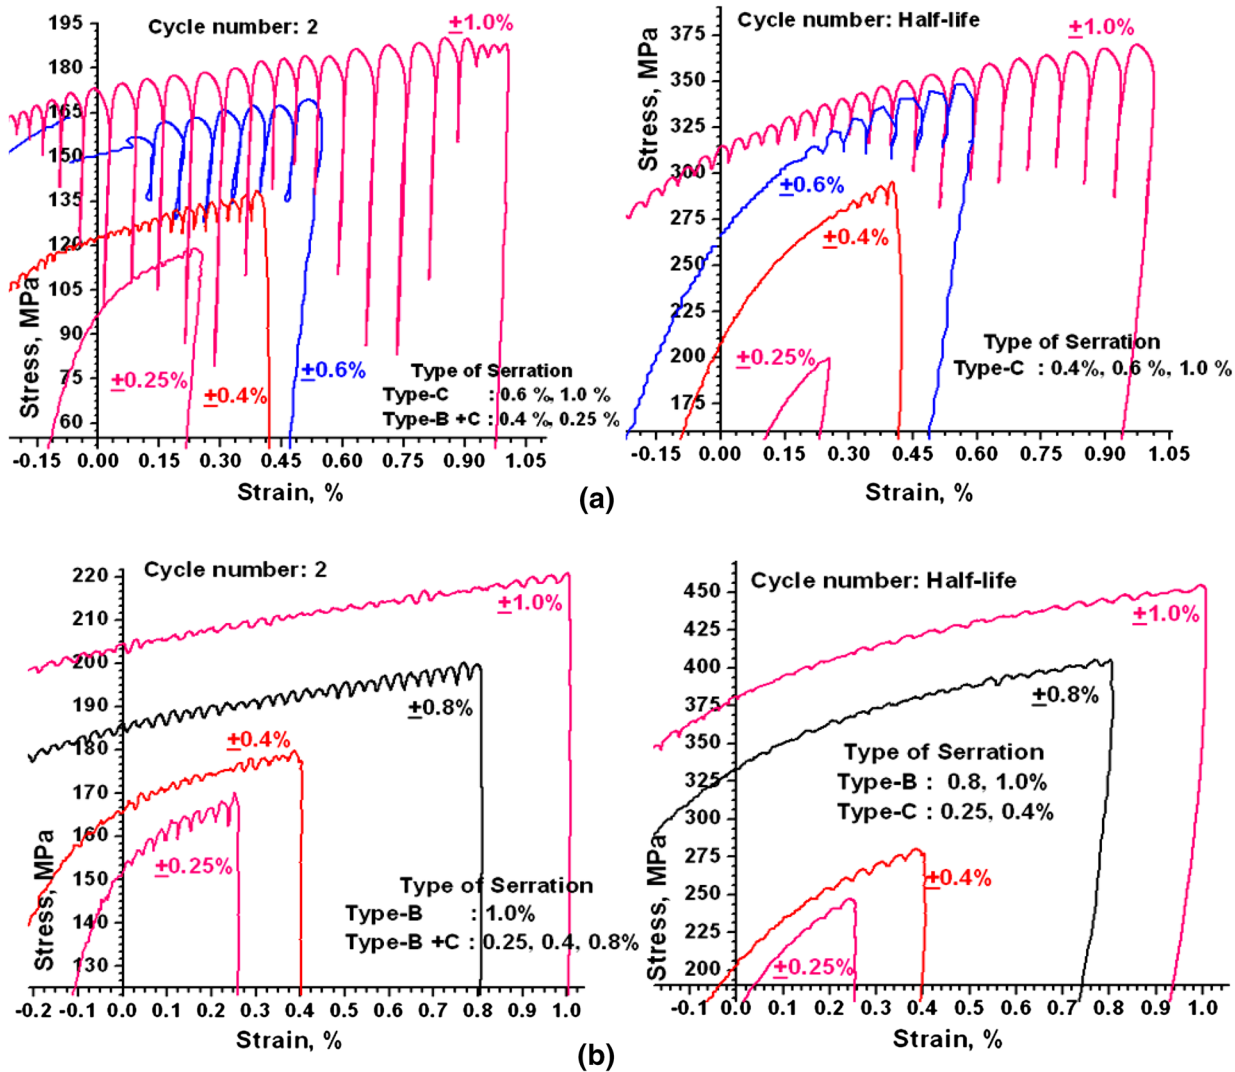 Cycle number: 2
±1.0%
195
180
165
150
135
120
105
90
75
60
Stress, MPa
±0.25%
±0.4%
±0.6%
Type of Serration
Type-C : 0.6 %, 1.0 %
Type-B +C : 0.4 %, 0.25 %
-0.15 0.00 0.15 0.30 0.45 0.60 0.75 0.90 1.05
Strain, %
Cycle number: Half-life
±1.0%
375
350
325
300
275
250
225
200
175
Stress, MPa
±0.6%
±0.4%
±0.25%
Type of Serration
Type-C : 0.4%, 0.6 %, 1.0 %
-0.15 0.00 0.15 0.30 0.45 0.60 0.75 0.90 1.05
Strain, %
(a)
Cycle number: 2
220
210
200
190
180
170
160
150
140
130
Stress, MPa
±1.0%
±0.8%
±0.4%
±0.25%
Type of Serration
Type-B : 1.0%
Type-B +C : 0.25, 0.4, 0.8%
-0.2 -0.1 0.0 0.1 0.2 0.3 0.4 0.5 0.6 0.7 0.8 0.9 1.0
Strain, %
Cycle number: Half-life
450
425
400
375
350
325
300
275
250
225
200
Stress, MPa
±1.0%
±0.8%
Type of Serration
Type-B : 0.8, 1.0%
Type-C : 0.25, 0.4%
±0.4%
±0.25%
-0.1 0.0 0.1 0.2 0.3 0.4 0.5 0.6 0.7 0.8 0.9 1.0
Strain, %
(b)